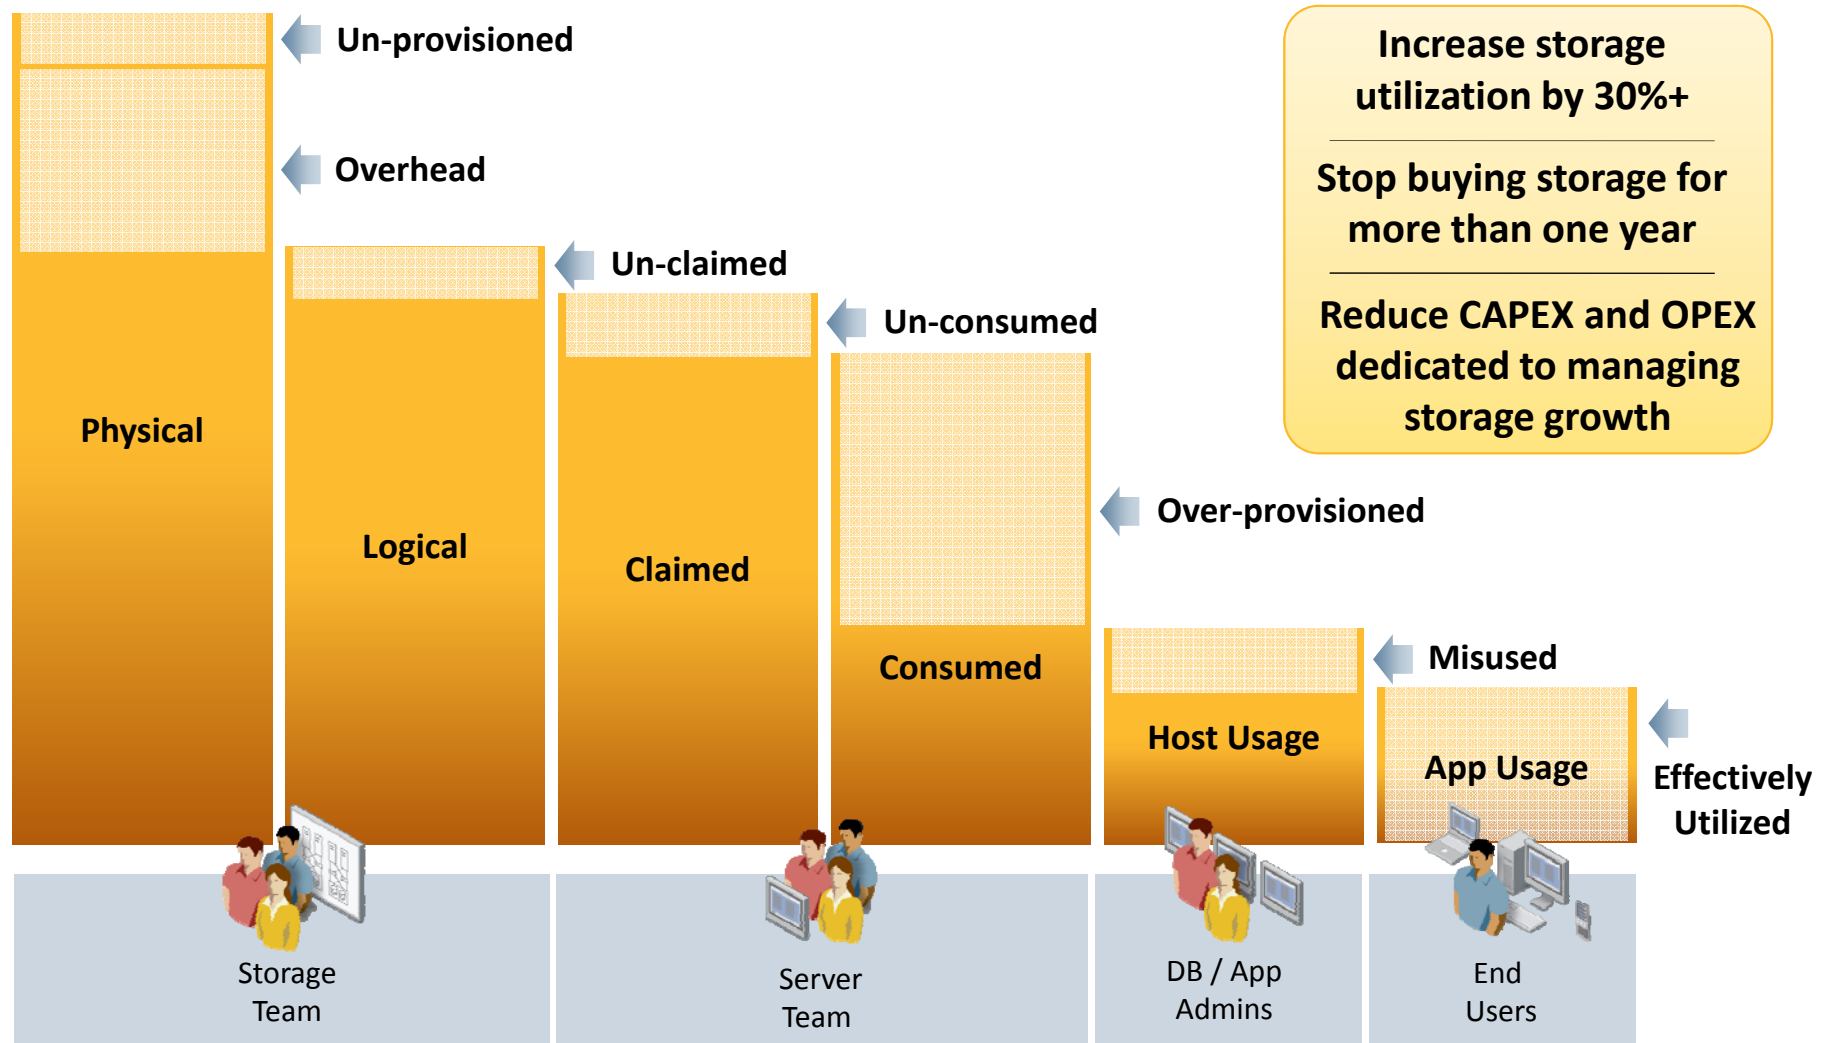 Un-provisioned
Overhead
Un-claimed
Un-consumed
Over-provisioned
Misused
Effectively
Utilized
Physical
Logical
Claimed
Consumed
Host Usage
App Usage
Increase storage
utilization by 30%+
Stop buying storage for
more than one year
Reduce CAPEX and OPEX
dedicated to managing
storage growth
Storage
Team
Server
Team
DB / App
Admins
End
Users